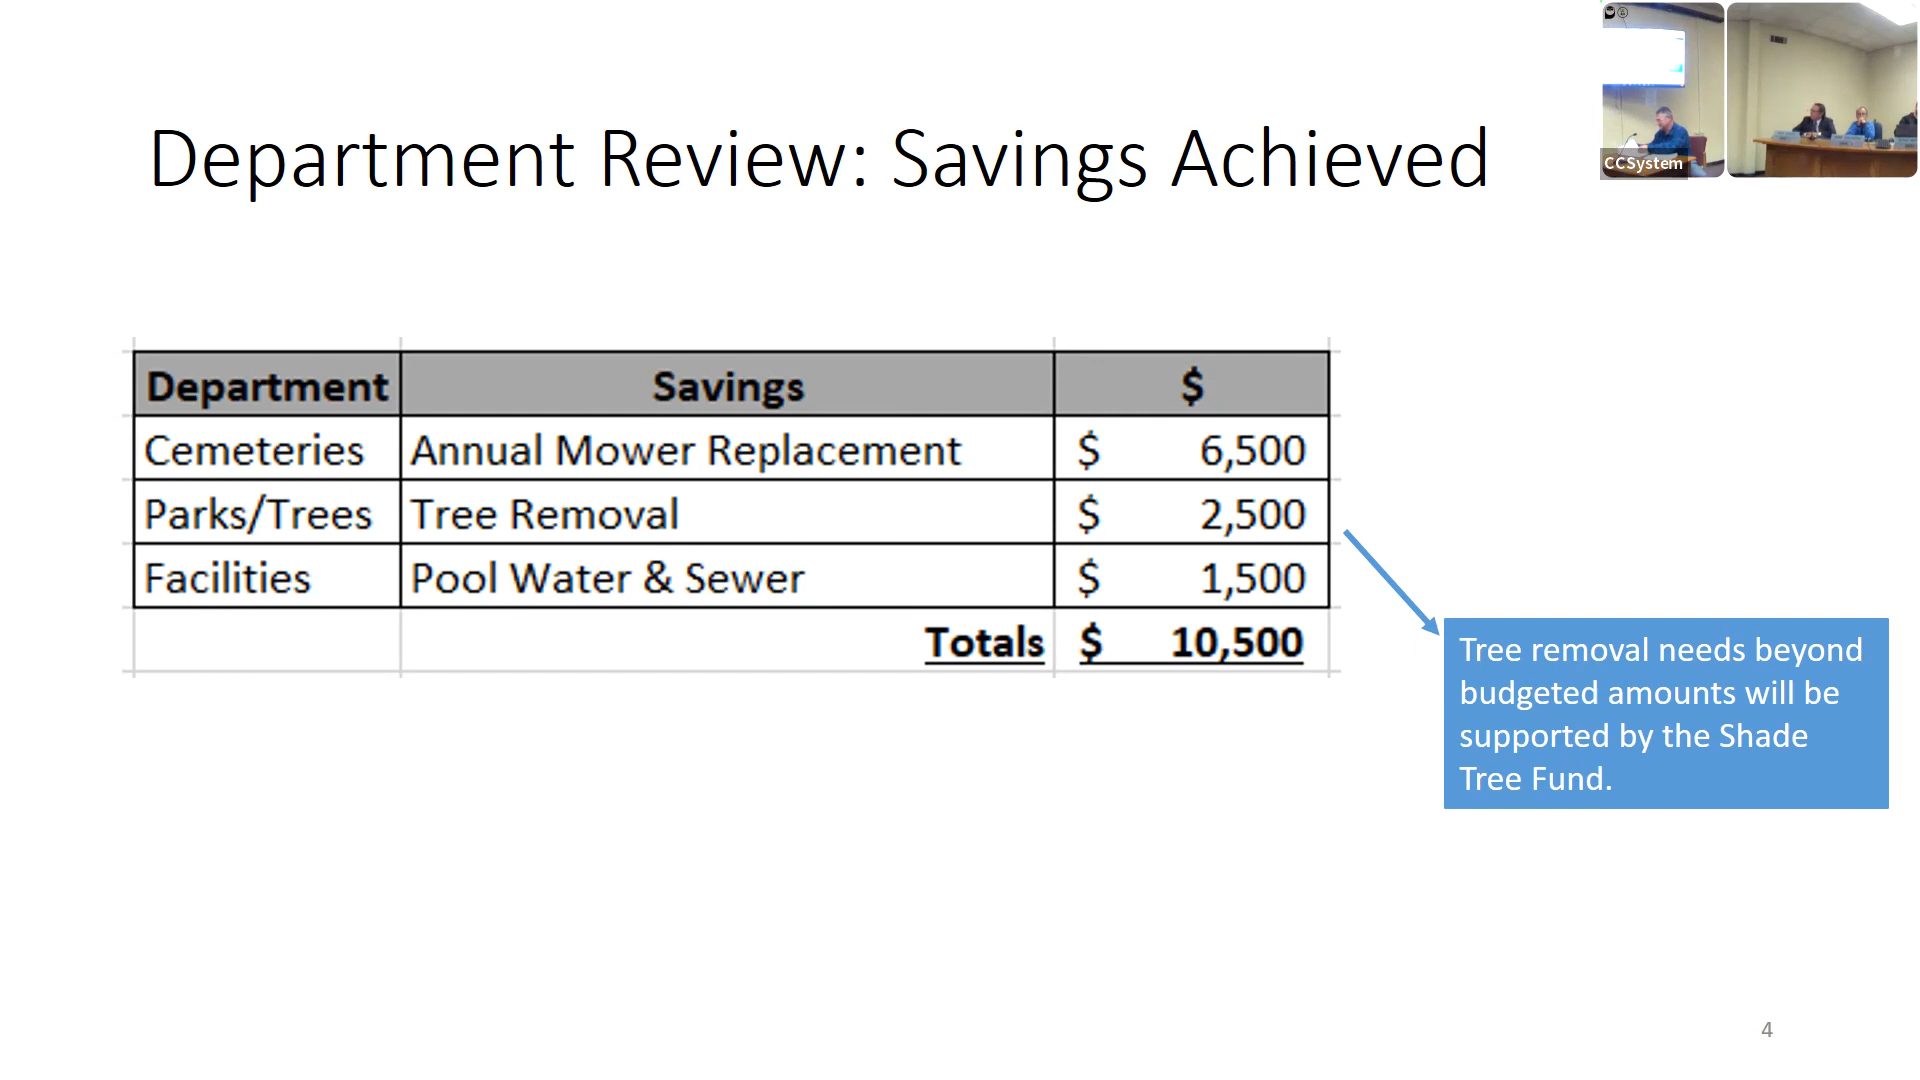 CCSystem
Department Review: Savings Achieved
Department Savings $
Cemeteries Annual Mower Replacement $ 6,500
Parks/Trees Tree Removal $ 2,500
Facilities Pool Water & Sewer $ 1,500
Totals $ 10,500
Tree removal needs beyond
budgeted amounts will be
supported by the Shade
Tree Fund.
4